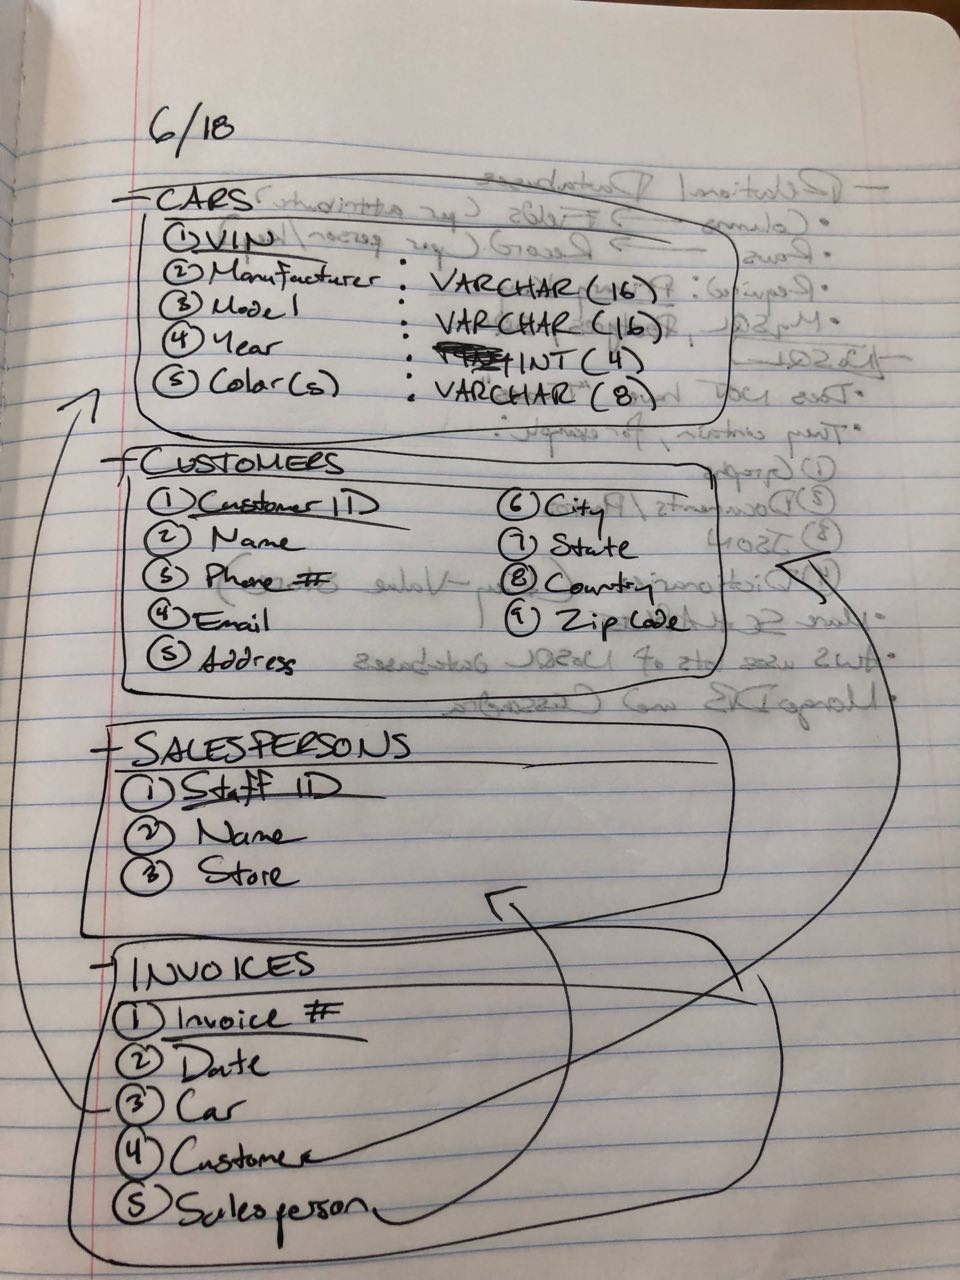 6/18
- CARS
① VIN
② Manufacturer : VARCHAR (16)
③ Model : VARCHAR (16)
④ Year : INT (4)
⑤ Color(s) : VARCHAR (8)
- CUSTOMERS
① Customer ID
② Name
③ Phone #
④ Email
⑤ Address
⑥ City
⑦ State
⑧ Country
⑨ Zip Code
- SALESPERSONS
① Staff ID
② Name
③ Store
- INVOICES
① Invoice #
② Date
③ Car
④ Customer
⑤ Salesperson